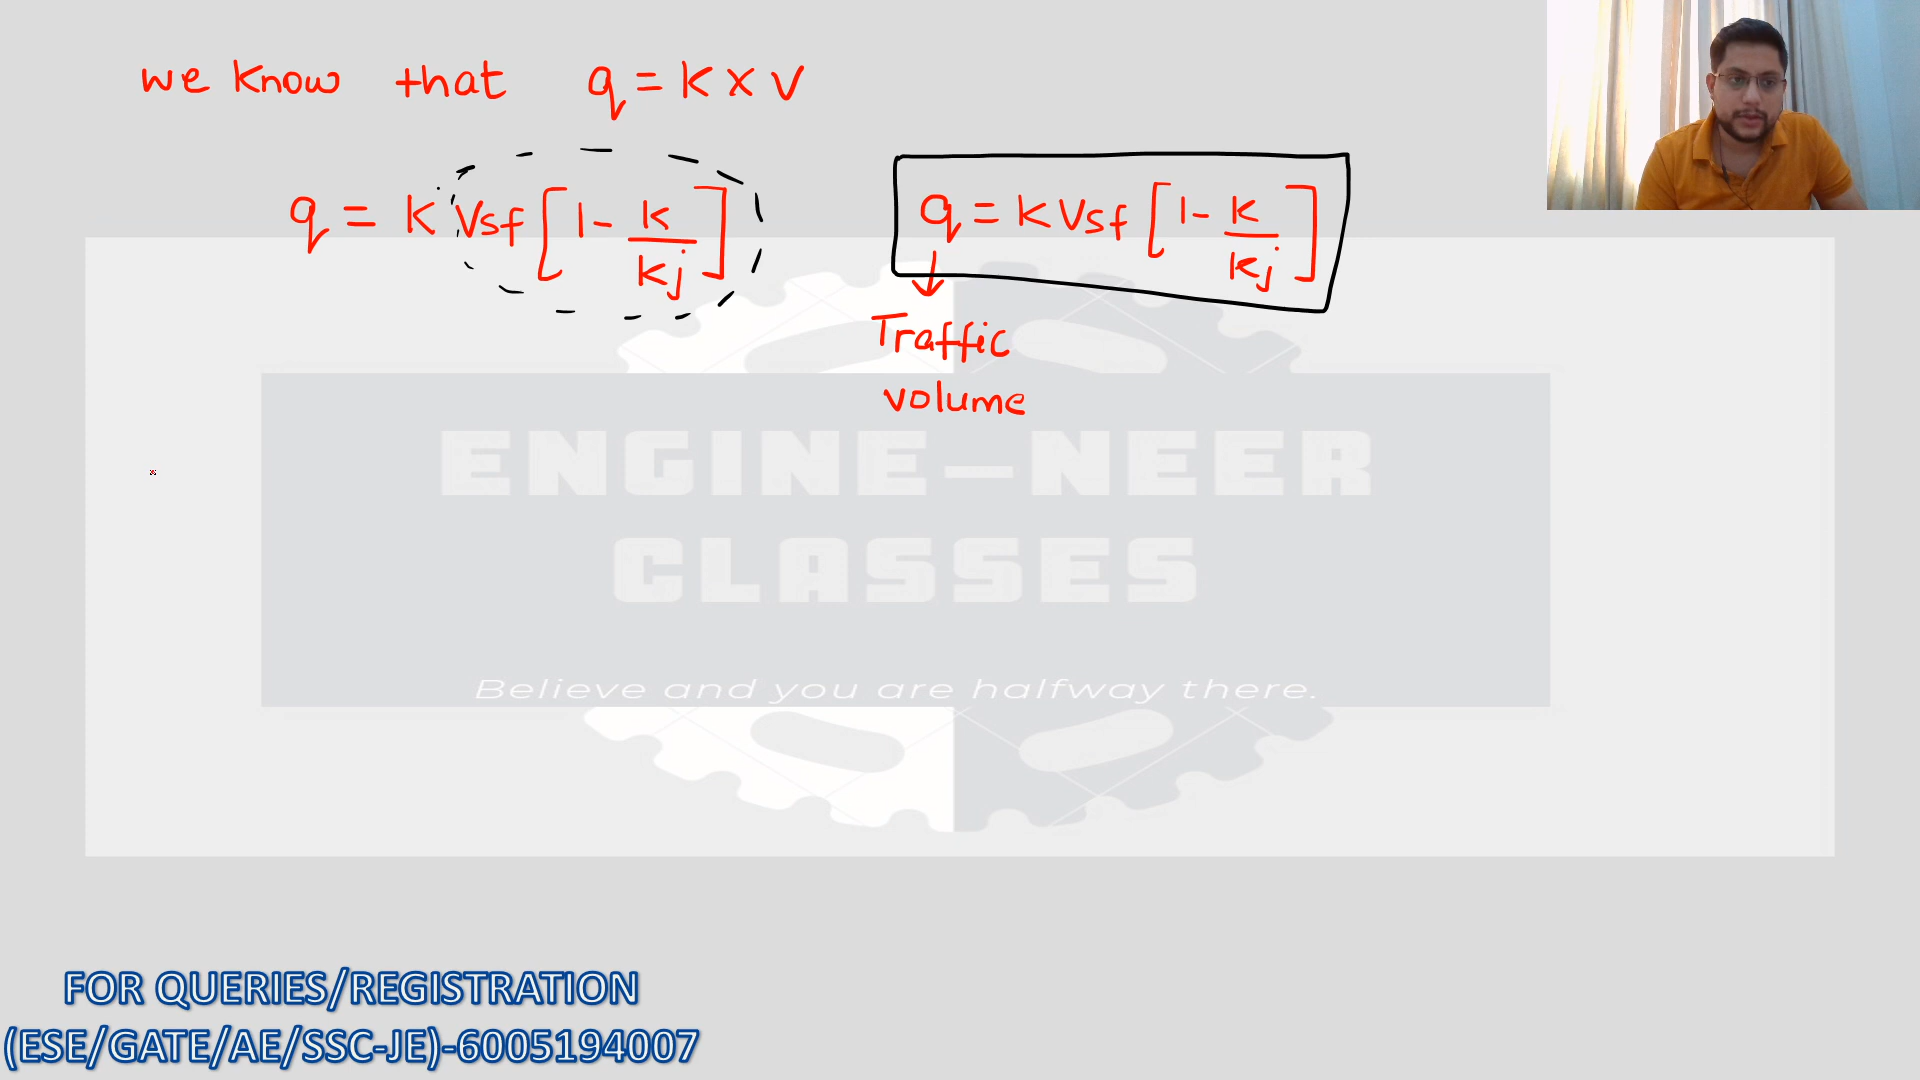 we know that q = K x V
q = K Vsf [1 - K/Kj]
q = K Vsf [1 - K/Kj]
Traffic
volume
ENGINE-NEER
CLASSES
Believe and you are halfway there.
FOR QUERIES/REGISTRATION
(ESE/GATE/AE/SSC-JE)-6005194007